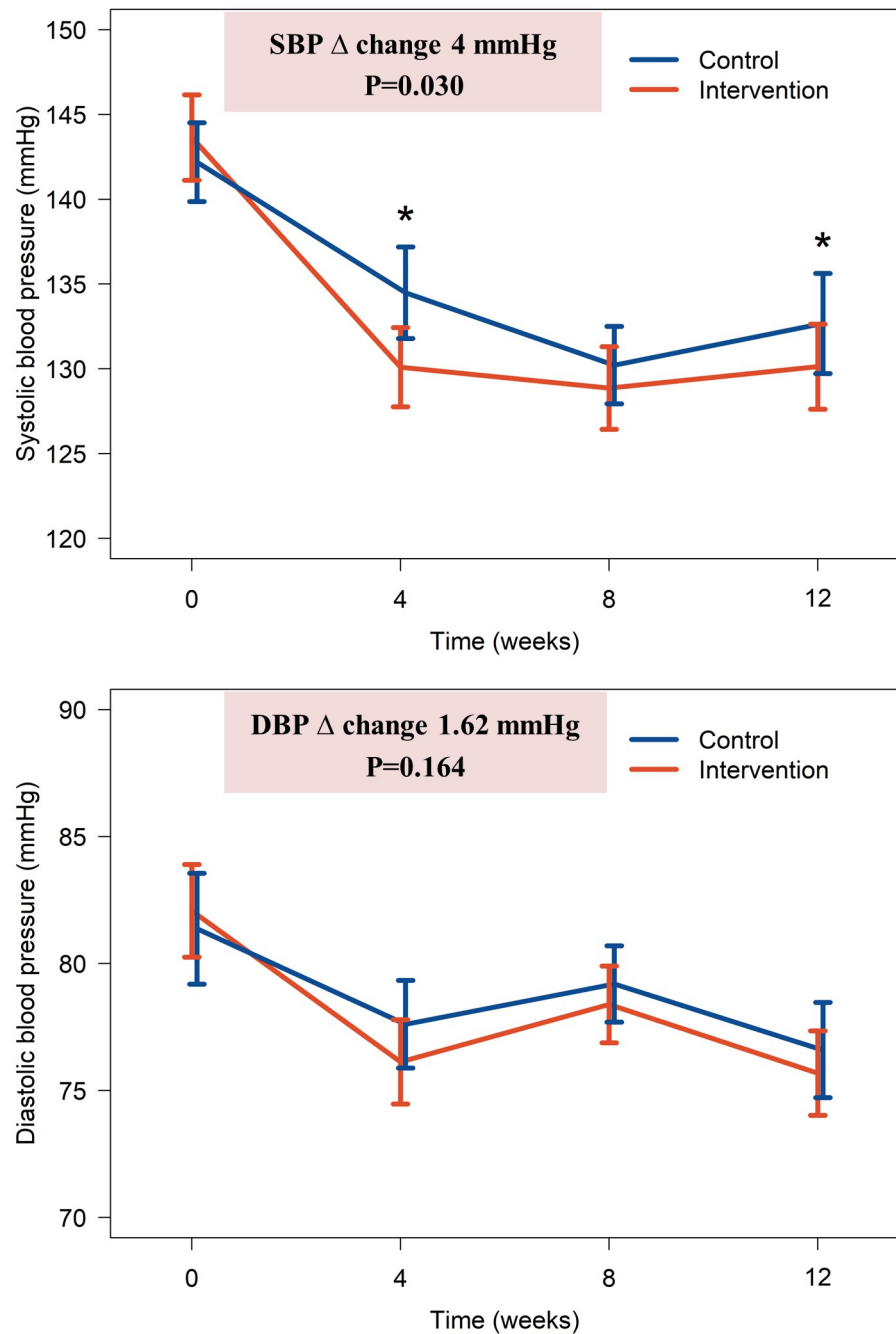 SBP Δ change 4 mmHg
P=0.030
Control
Intervention
Systolic blood pressure (mmHg)
150
145
140
135
130
125
120
*
*
0 4 8 12
Time (weeks)
DBP Δ change 1.62 mmHg
P=0.164
Control
Intervention
Diastolic blood pressure (mmHg)
90
85
80
75
70
0 4 8 12
Time (weeks)